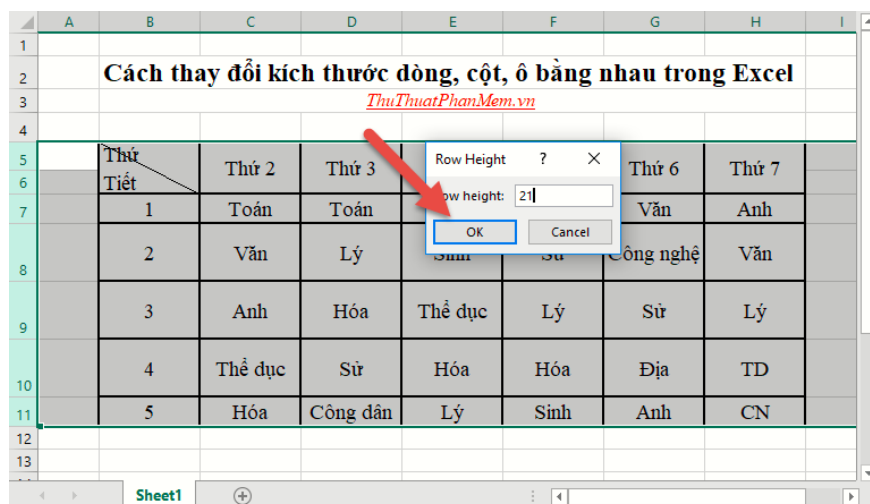 A B C D E F G H I
1
2 Cách thay đổi kích thước dòng, cột, ô bằng nhau trong Excel
3 ThuThuatPhanMem.vn
4
Row Height ? X
5 Thứ Thứ 2 Thứ 3 Thứ 6 Thứ 7
6 Tiết
ow height: 21
7 1 Toán Toán Văn Anh
OK Cancel
8 2 Văn Lý Sinh Sử Công nghệ Văn
9 3 Anh Hóa Thể dục Lý Sử Lý
10 4 Thể dục Sử Hóa Hóa Địa TD
11 5 Hóa Công dân Lý Sinh Anh CN
12
13
Sheet1